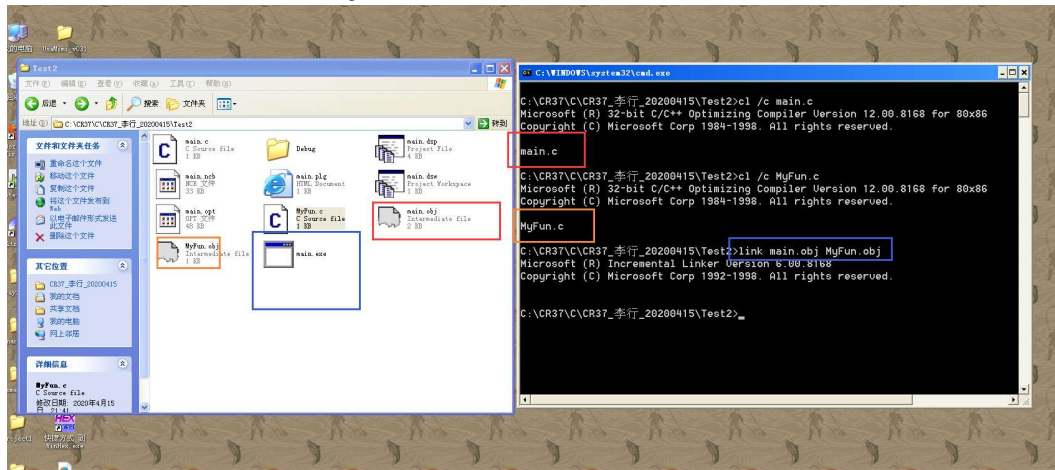 UraMimi_v031
Test2
文件(F) 编辑(E) 查看(V) 收藏(A) 工具(T) 帮助(H)
后退 搜索 文件夹
地址(D) C:\CR37\C\CR37_李行_20200415\Test2 转到
文件和文件夹任务
重命名这个文件
移动这个文件
复制这个文件
将这个文件发布到
Web
以电子邮件形式发送
此文件
删除这个文件
其它位置
CR37_李行_20200415
我的文档
共享文档
我的电脑
网上邻居
详细信息
MyFun.c
C Source file
修改日期: 2020年4月15
日, 21:41
main.c
C Source file
1 KB
Debug
main.dsp
Project File
4 KB
main.ncb
NCB 文件
33 KB
main.plg
HTML Document
1 KB
main.dsw
Project Workspace
1 KB
main.opt
OPT 文件
48 KB
MyFun.c
C Source file
1 KB
main.obj
Intermediate file
2 KB
MyFun.obj
Intermediate file
1 KB
main.exe
C:\WINDOWS\system32\cmd.exe
C:\CR37\C\CR37_李行_20200415\Test2>cl /c main.c
Microsoft (R) 32-bit C/C++ Optimizing Compiler Version 12.00.8168 for 80x86
Copyright (C) Microsoft Corp 1984-1998. All rights reserved.
main.c
C:\CR37\C\CR37_李行_20200415\Test2>cl /c MyFun.c
Microsoft (R) 32-bit C/C++ Optimizing Compiler Version 12.00.8168 for 80x86
Copyright (C) Microsoft Corp 1984-1998. All rights reserved.
MyFun.c
C:\CR37\C\CR37_李行_20200415\Test2>link main.obj MyFun.obj
Microsoft (R) Incremental Linker Version 6.00.8168
Copyright (C) Microsoft Corp 1992-1998. All rights reserved.
C:\CR37\C\CR37_李行_20200415\Test2>_
HEX
快捷方式 到
WinHex.exe